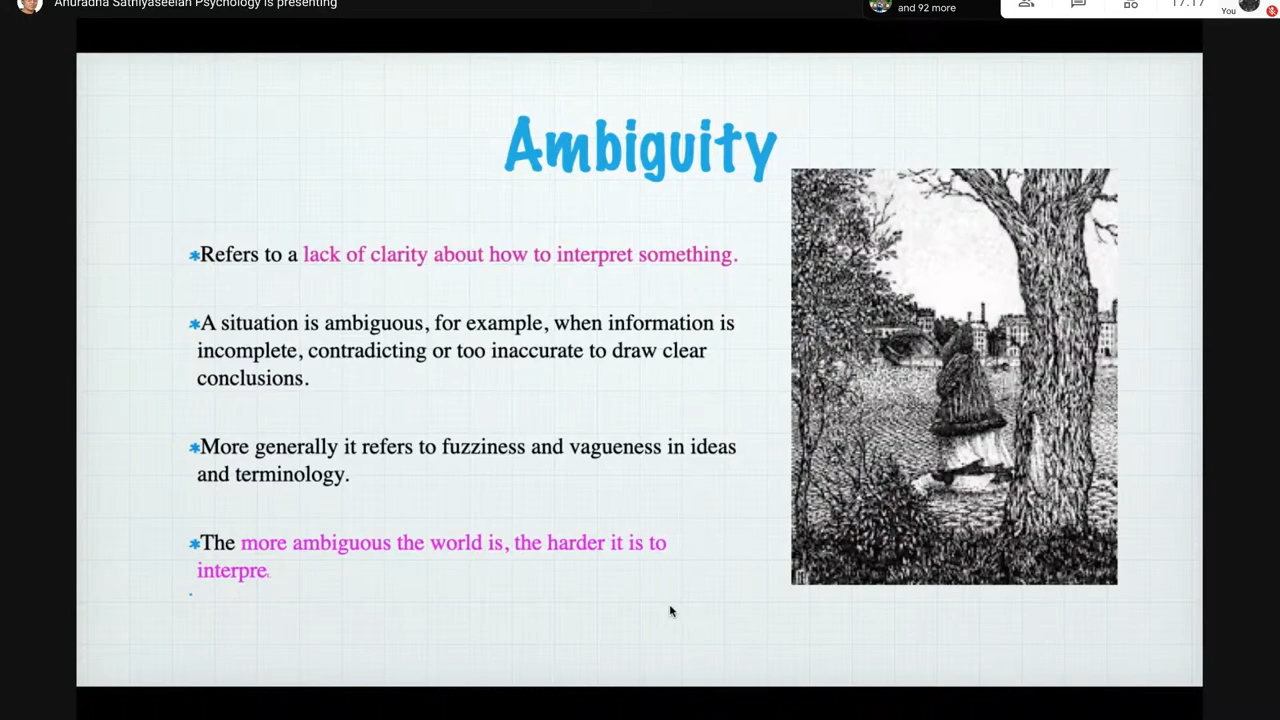 Anuradha Sathiyaseelan Psychology is presenting
and 92 more
17:17
You
Ambiguity
*Refers to a lack of clarity about how to interpret something.
*A situation is ambiguous, for example, when information is
incomplete, contradicting or too inaccurate to draw clear
conclusions.
*More generally it refers to fuzziness and vagueness in ideas
and terminology.
*The more ambiguous the world is, the harder it is to
interpre.